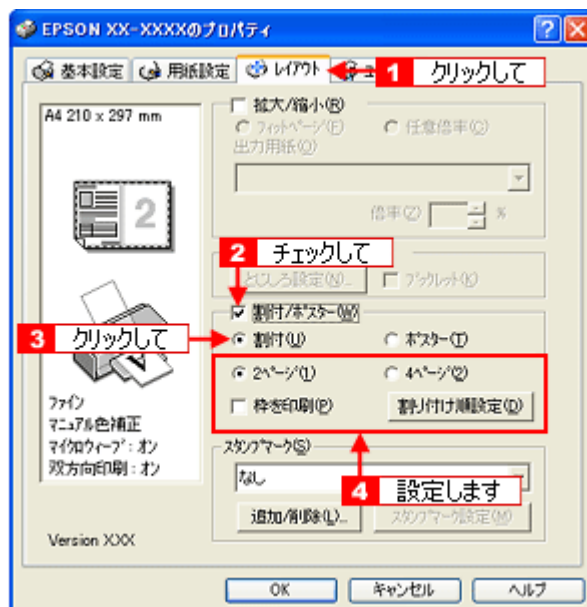 EPSON XX-XXXXのプロパティ
基本設定 用紙設定 レイアウト
1 クリックして
A4 210 x 297 mm
拡大/縮小(R)
フィットページ(F) 任意倍率(C)
出力用紙(O)
倍率(Z) %
2 チェックして
とじしろ設定(N)... ブックレット(K)
割付/ポスター(W)
3 クリックして
割付(U) ポスター(T)
2ページ(1) 4ページ(2)
枠を印刷(P) 割り付け順設定(D)
ファイン
マニュアル色補正
マイクロウィーブ：オン
双方向印刷：オン
スタンプマーク(S)
なし
4 設定します
追加/削除(L)... スタンプマーク設定(M)
Version XXX
OK キャンセル ヘルプ